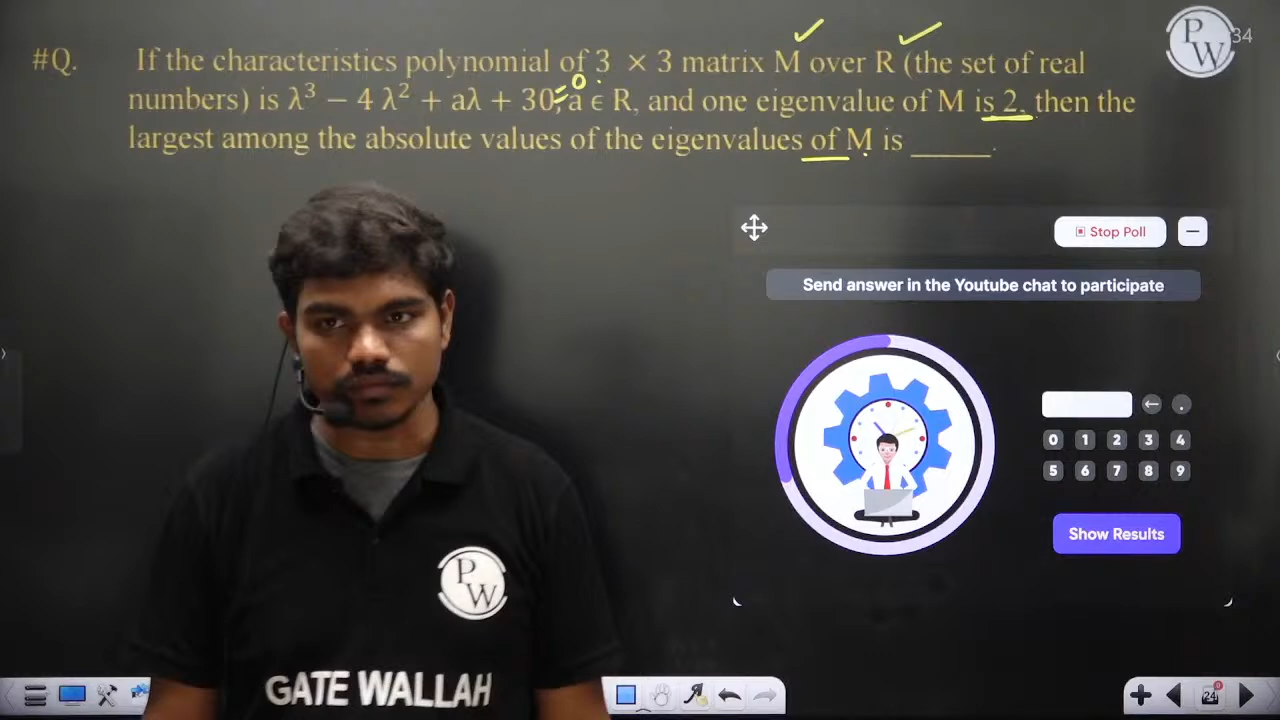 34
P
W
#Q. If the characteristics polynomial of 3 × 3 matrix M over R (the set of real
numbers) is λ³ − 4 λ² + aλ + 30, a ϵ R, and one eigenvalue of M is 2, then the
largest among the absolute values of the eigenvalues of M is _____.
=0
Stop Poll
Send answer in the Youtube chat to participate
← .
0 1 2 3 4
5 6 7 8 9
Show Results
P
W
GATE WALLAH
24